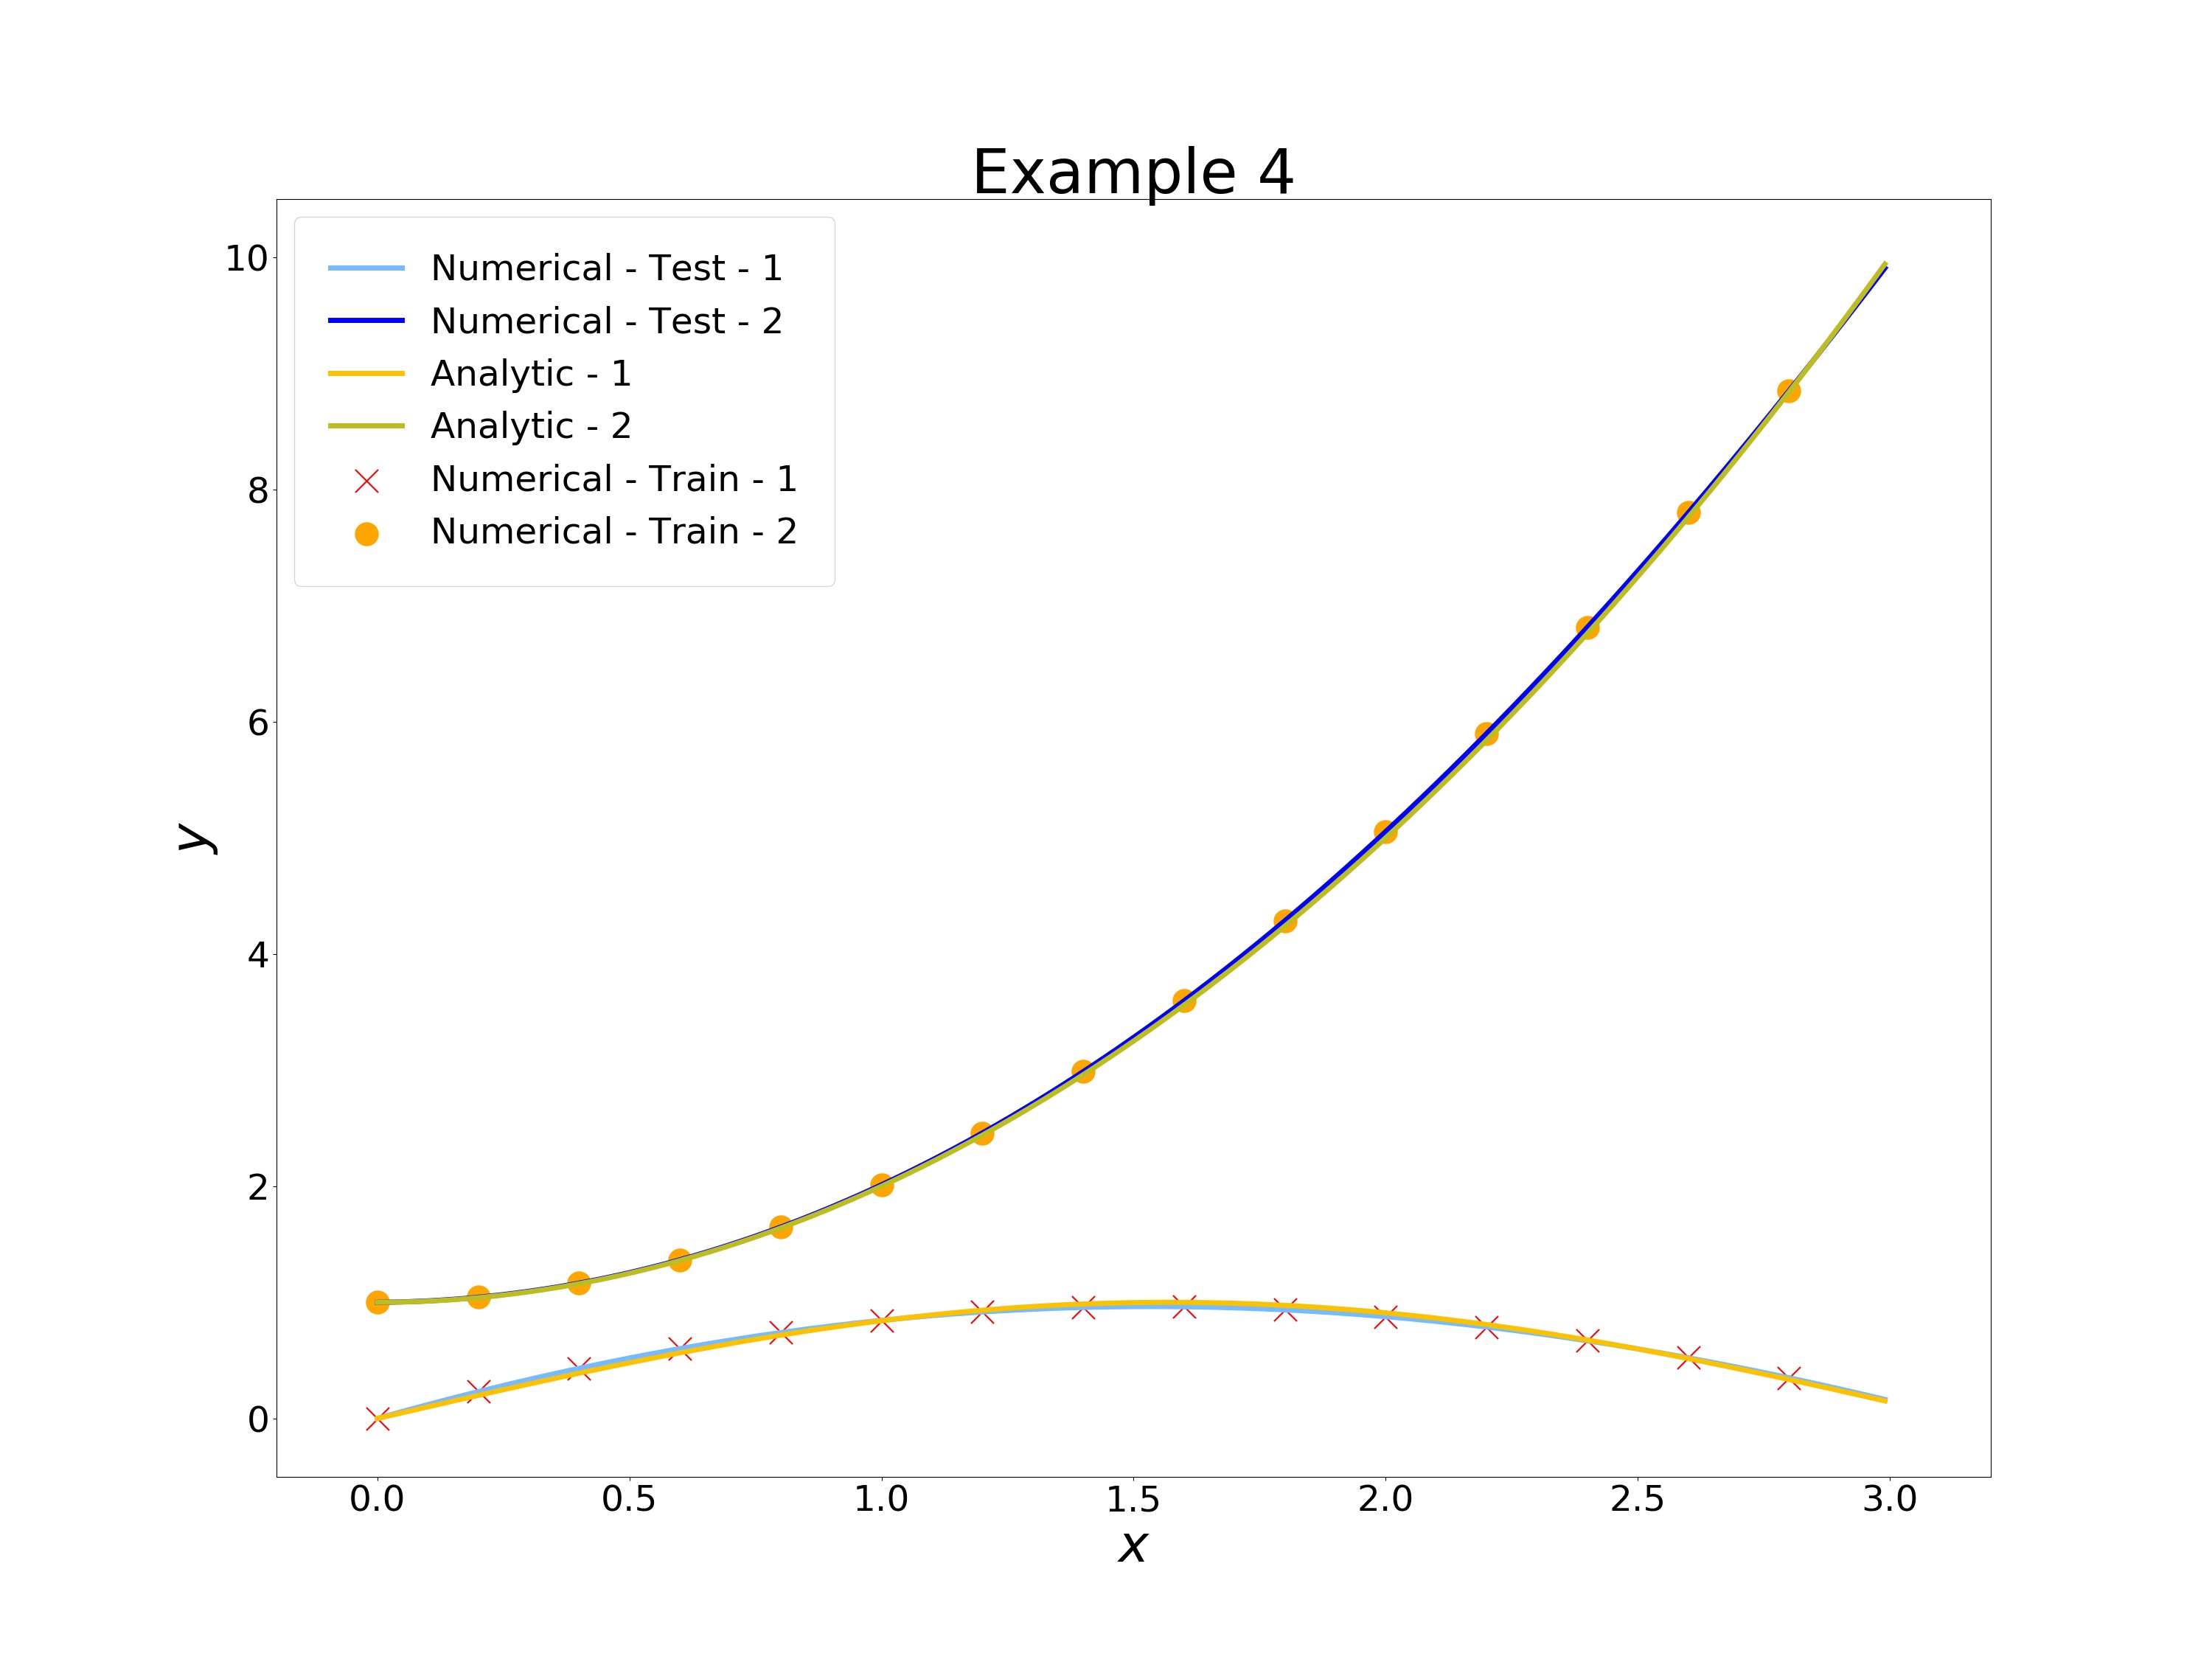 Example 4
Numerical - Test - 1
Numerical - Test - 2
Analytic - 1
Analytic - 2
Numerical - Train - 1
Numerical - Train - 2
10
8
6
4
2
0
y
0.0 0.5 1.0 1.5 2.0 2.5 3.0
x